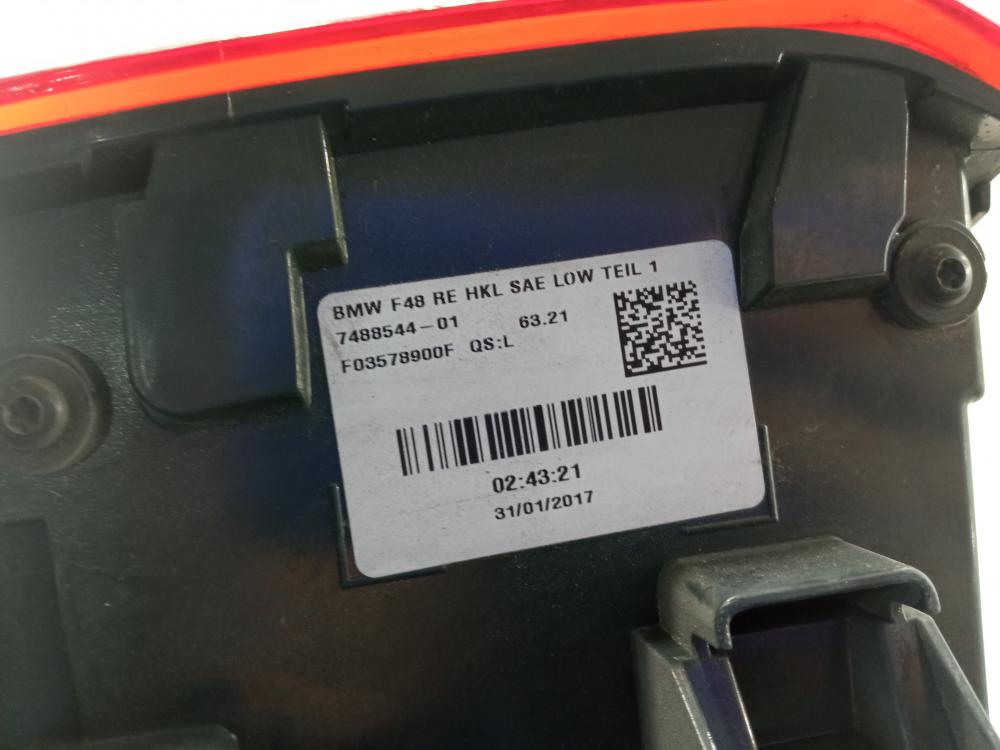 BMW F48 RE HKL SAE LOW TEIL 1
7488544-01 63.21
F03578900F QS:L
02:43:21
31/01/2017